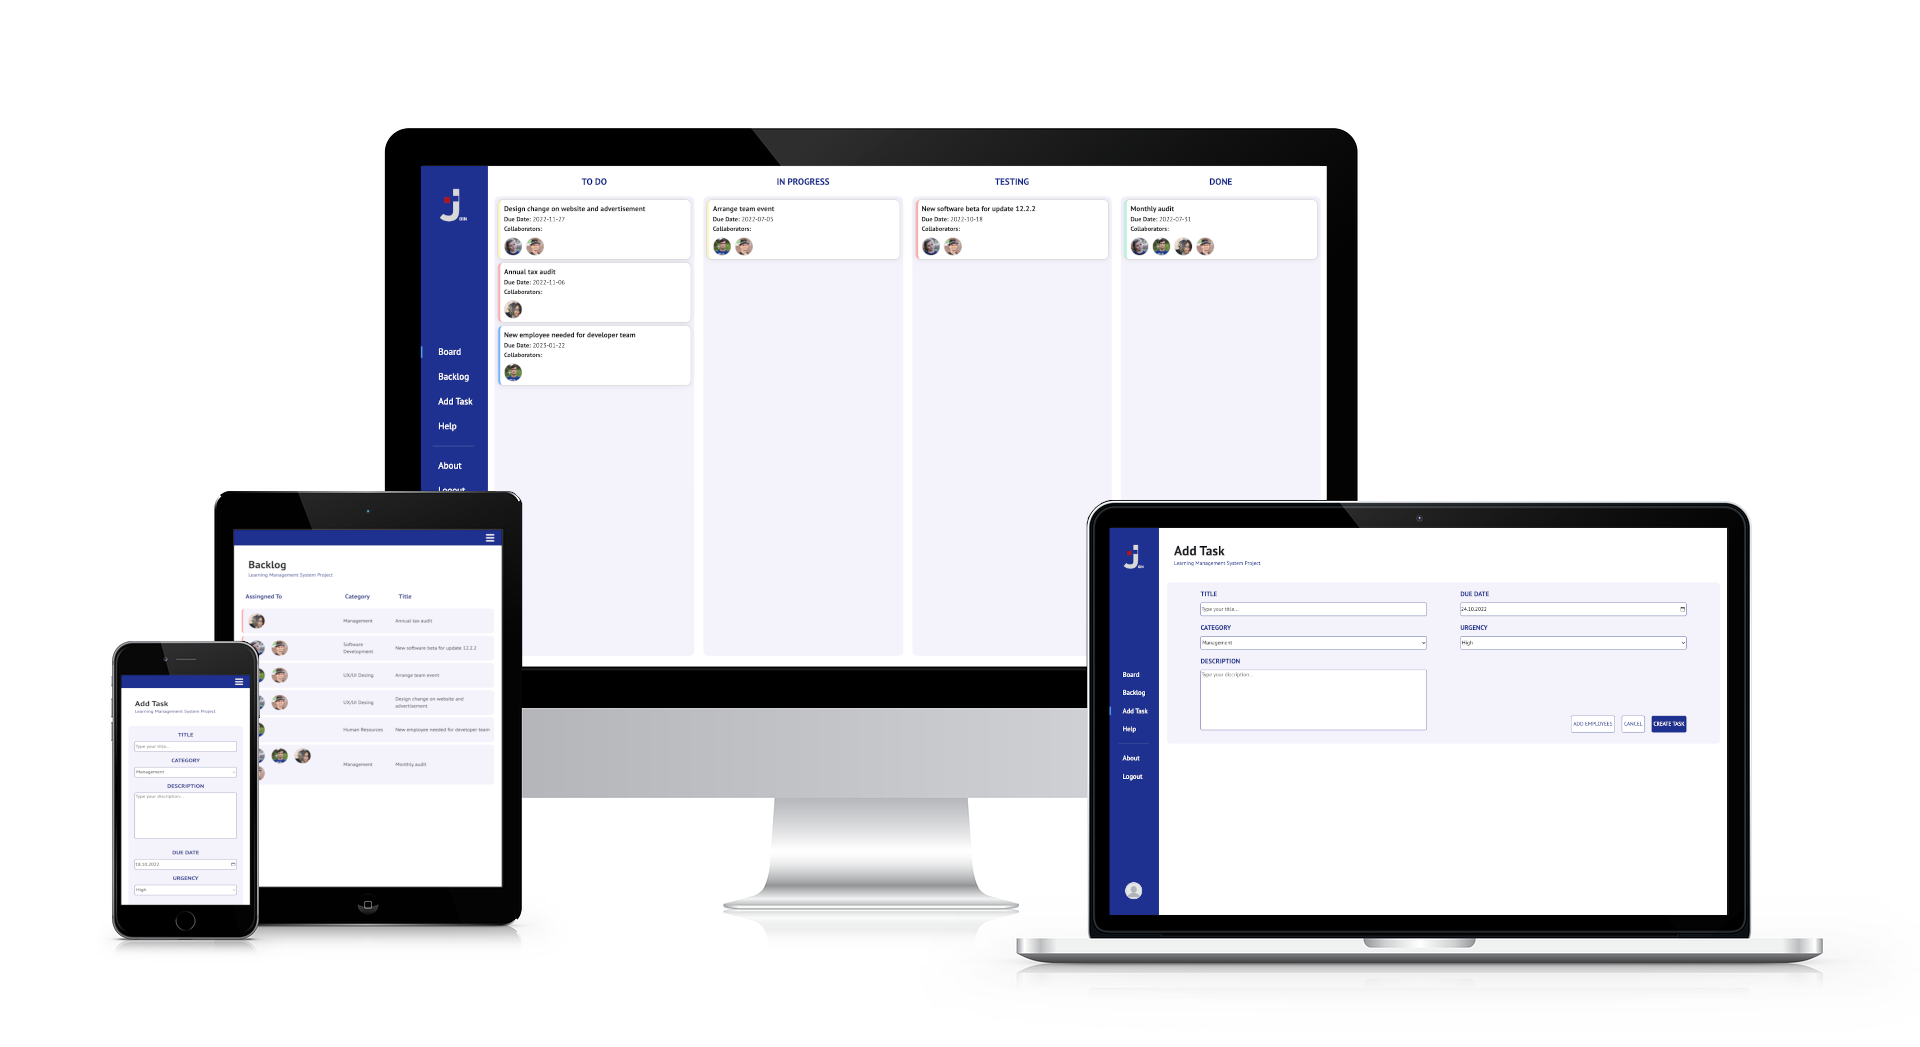 TO DO
IN PROGRESS
TESTING
DONE
Design change on website and advertisement
Due Date: 2022-11-27
Collaborators:
Annual tax audit
Due Date: 2022-11-06
Collaborators:
New employee needed for developer team
Due Date: 2023-01-22
Collaborators:
Arrange team event
Due Date: 2022-07-05
Collaborators:
New software beta for update 12.2.2
Due Date: 2022-10-18
Collaborators:
Monthly audit
Due Date: 2022-07-31
Collaborators:
Board
Backlog
Add Task
Help
About
Logout
Backlog
Learning Management System Project
Assingned To Category Title
Management Annual tax audit
Software Development New software beta for update 12.2.2
UX/UI Desing Arrange team event
UX/UI Desing Design change on website and advertisement
Human Resources New employee needed for developer team
Management Monthly audit
Add Task
Learning Management System Project
TITLE
Type your title...
CATEGORY
Management
DESCRIPTION
Type your discription...
DUE DATE
18.10.2022
URGENCY
High
Board
Backlog
Add Task
Help
About
Logout
Add Task
Learning Management System Project
TITLE
Type your title...
CATEGORY
Management
DESCRIPTION
Type your discription...
DUE DATE
24.10.2022
URGENCY
High
ADD EMPLOYEES
CANCEL
CREATE TASK